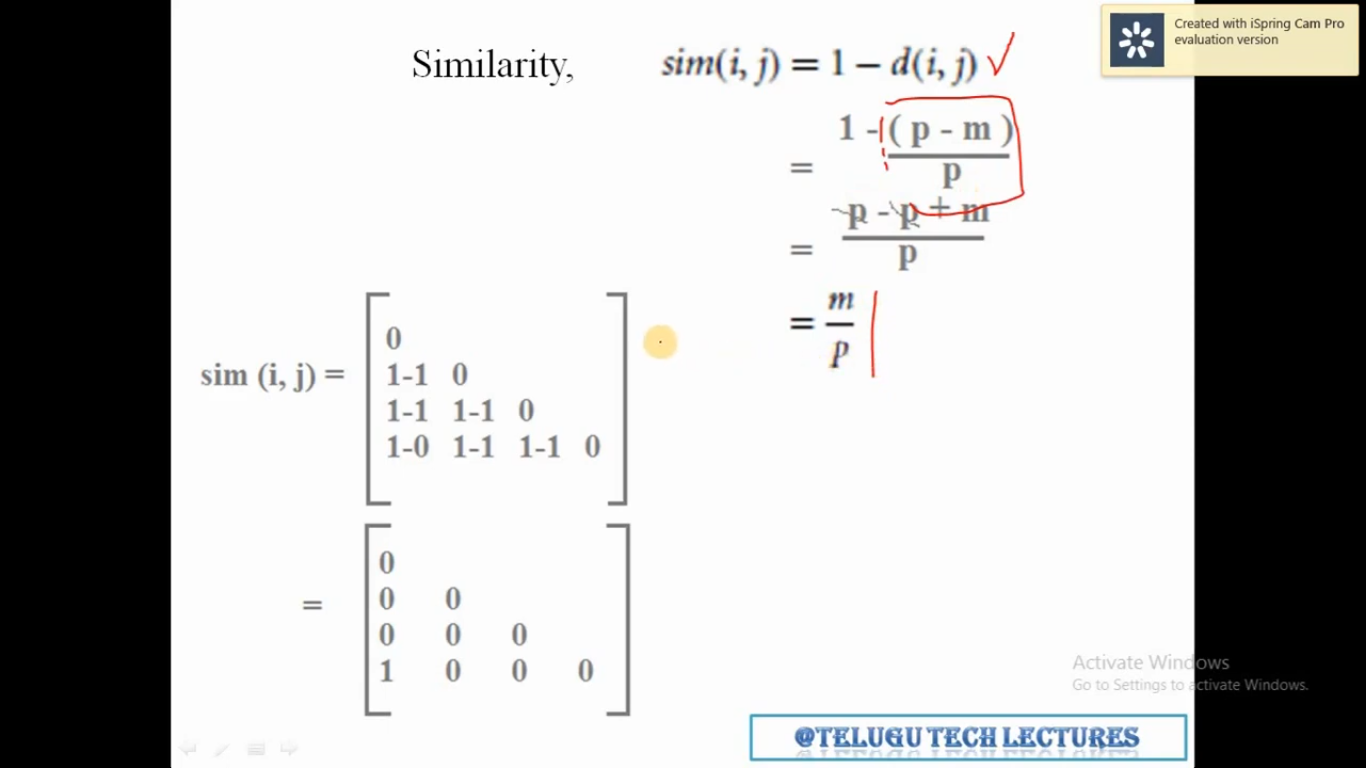 Created with iSpring Cam Pro
evaluation version
Similarity, sim(i, j) = 1 − d(i, j) ✓
1 - ( p - m )
=
p
p - p + m
=
p
= m
p
sim (i, j) =
0
1-1 0
1-1 1-1 0
1-0 1-1 1-1 0
=
0
0 0
0 0 0
1 0 0 0
Activate Windows
Go to Settings to activate Windows.
@TELUGU TECH LECTURES